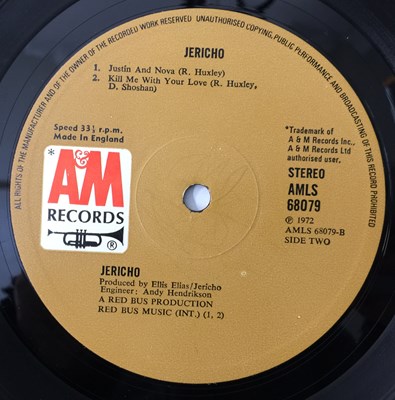 ALL RIGHTS OF THE MANUFACTURER AND OF THE OWNER OF THE RECORDED WORK RESERVED UNAUTHORISED COPYING, PUBLIC PERFORMANCE AND BROADCASTING OF THIS RECORD PROHIBITED
JERICHO
1. Justin And Nova (R. Huxley)
2. Kill Me With Your Love (R. Huxley,
D. Shoshan)
Speed 33⅓ r.p.m.
Made in England
*
A&M
RECORDS
®
*Trademark of
A & M Records Inc.,
A & M Records Ltd
authorised user.
STEREO
AMLS
68079
℗ 1972
AMLS 68079-B
SIDE TWO
JERICHO
Produced by Ellis Elias/Jericho
Engineer: Andy Hendrikson
A RED BUS PRODUCTION
RED BUS MUSIC (INT.) (1, 2)